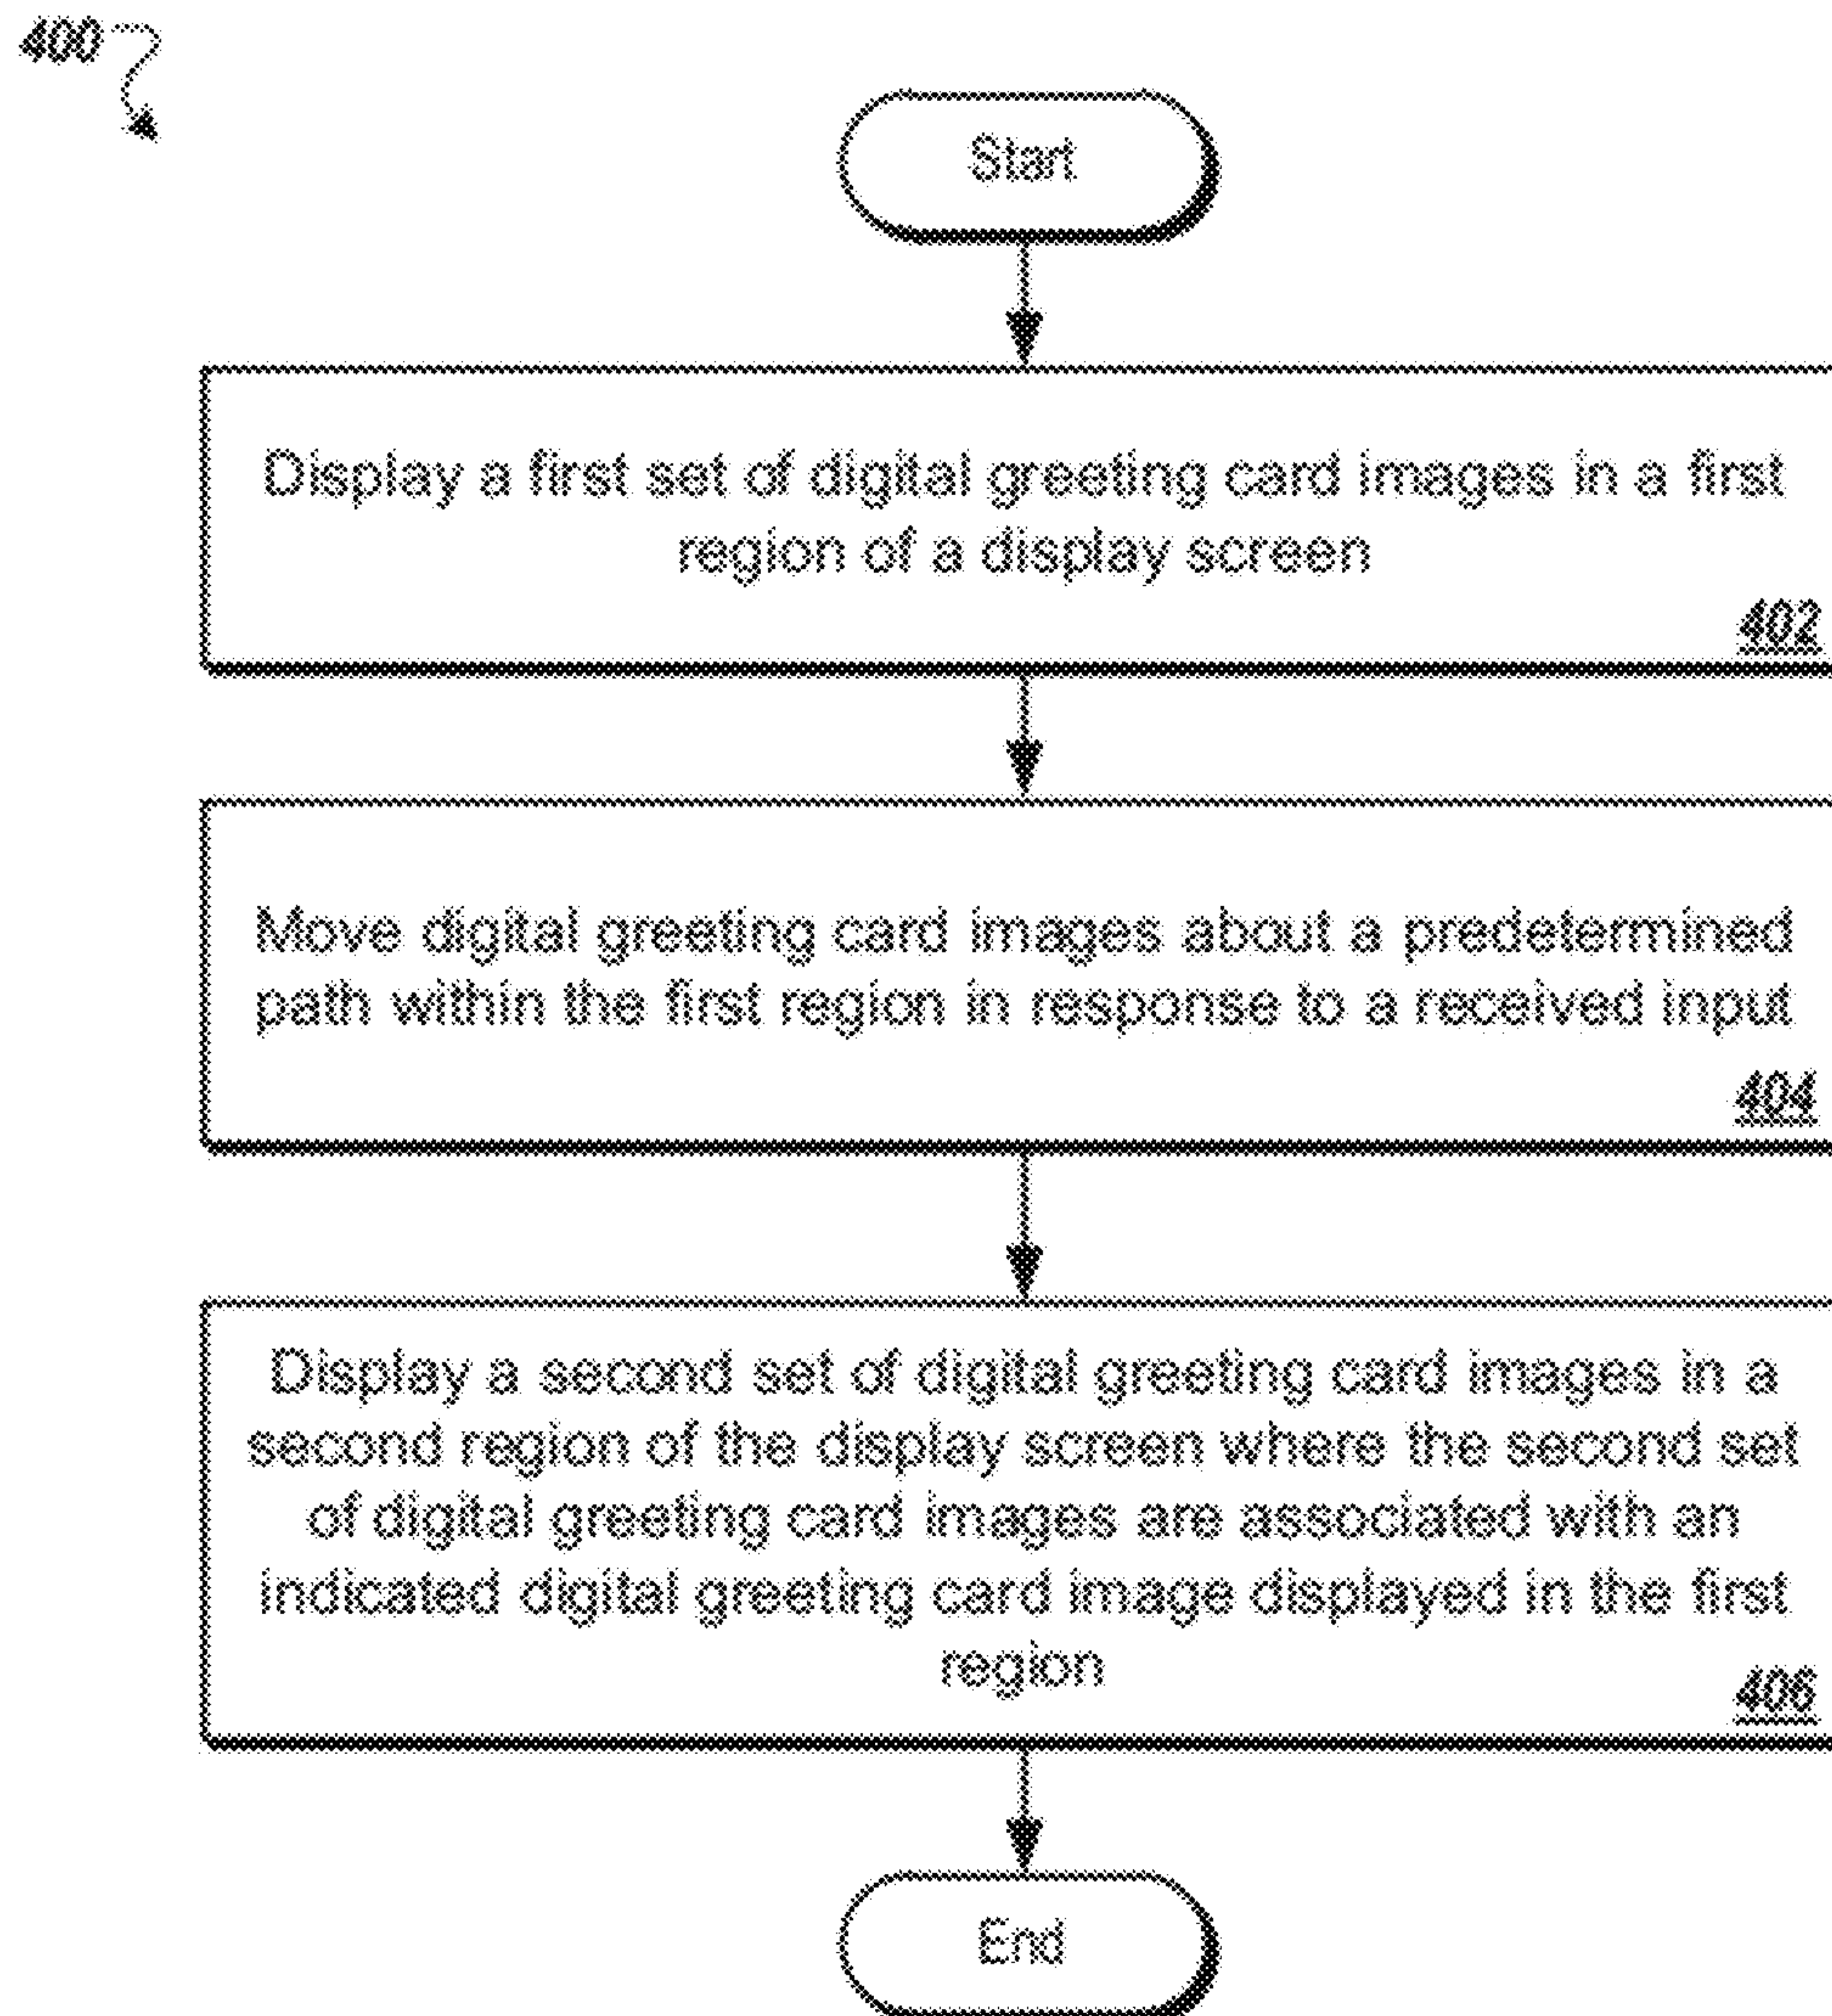 400
Start
Display a first set of digital greeting card images in a first
region of a display screen
402
Move digital greeting card images about a predetermined
path within the first region in response to a received input
404
Display a second set of digital greeting card images in a
second region of the display screen where the second set
of digital greeting card images are associated with an
indicated digital greeting card image displayed in the first
region
406
End